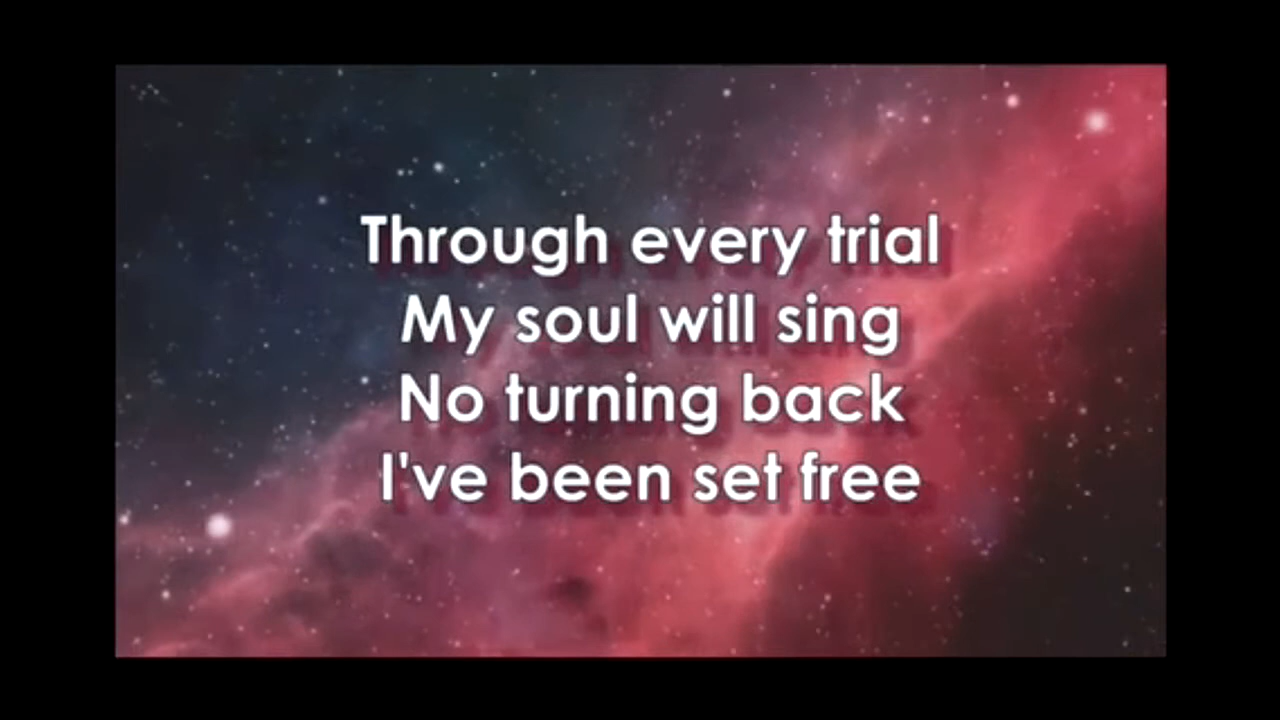 Through every trial
My soul will sing
No turning back
I've been set free